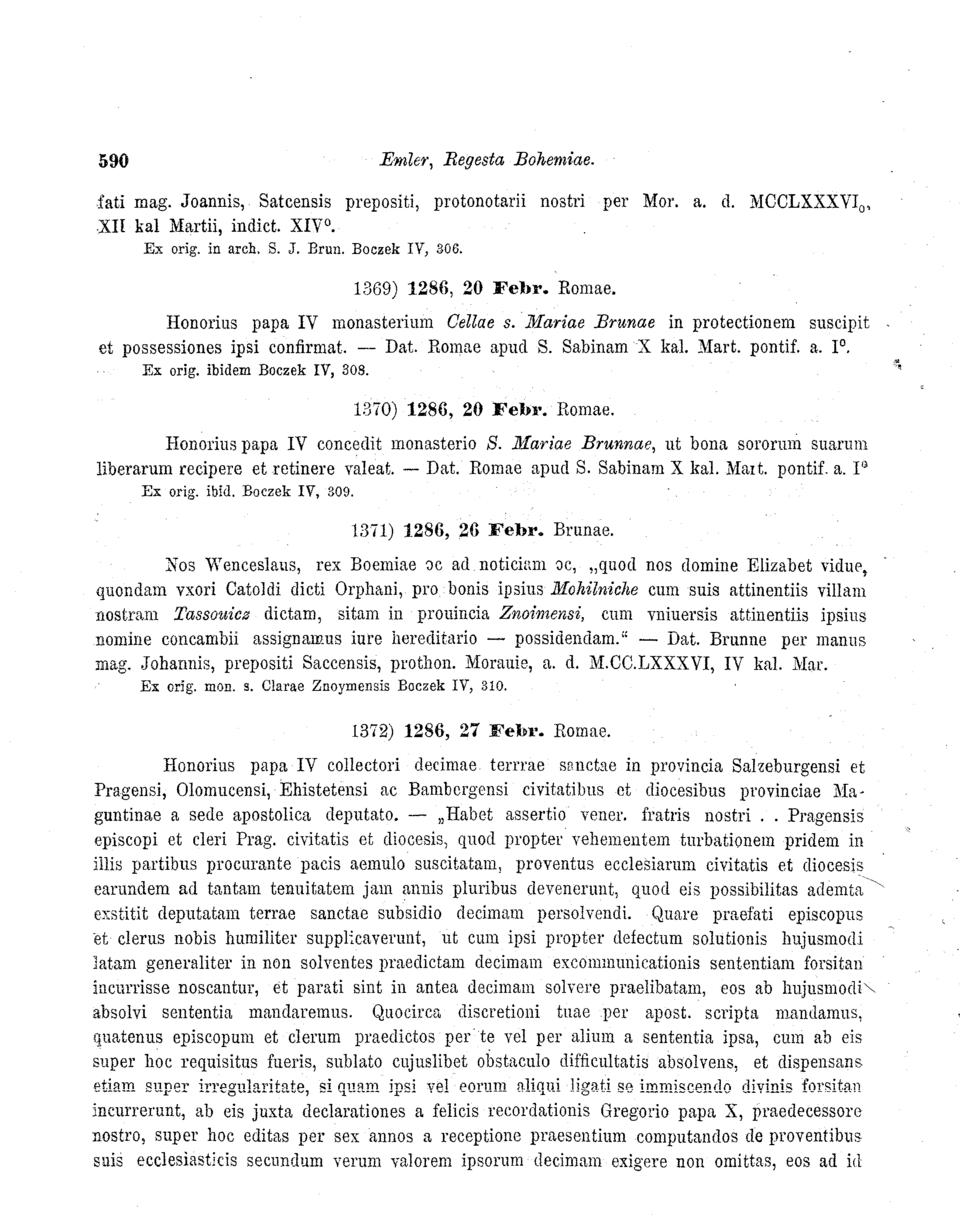 590 Emler, Regesta Bohemiae.
fati mag. Joannis, Satcensis prepositi, protonotarii nostri per Mor. a. d. MCCLXXXVI₀,
XII kal Martii, indict. XIV⁰.
Ex orig. in arch. S. J. Brun. Boczek IV, 306.
1369) 1286, 20 Febr. Romae.
Honorius papa IV monasterium Cellae s. Mariae Brunae in protectionem suscipit
et possessiones ipsi confirmat. — Dat. Romae apud S. Sabinam X kal. Mart. pontif. a. I⁰.
Ex orig. ibidem Boczek IV, 308.
1370) 1286, 20 Febr. Romae.
Honorius papa IV concedit monasterio S. Mariae Brunnae, ut bona sororum suarum
liberarum recipere et retinere valeat. — Dat. Romae apud S. Sabinam X kal. Mart. pontif. a. I⁰
Ex orig. ibid. Boczek IV, 309.
1371) 1286, 26 Febr. Brunae.
Nos Wenceslaus, rex Boemiae ɔc ad noticiam ɔc, „quod nos domine Elizabet vidue,
quondam vxori Catoldi dicti Orphani, pro bonis ipsius Mohilniche cum suis attinentiis villam
nostram Tassouicz dictam, sitam in prouincia Znoimensi, cum vniuersis attinentiis ipsius
nomine concambii assignamus iure hereditario — possidendam.“ — Dat. Brunne per manus
mag. Johannis, prepositi Saccensis, prothon. Morauie, a. d. M.CC.LXXXVI, IV kal. Mar.
Ex orig. mon. s. Clarae Znoymensis Boczek IV, 310.
1372) 1286, 27 Febr. Romae.
Honorius papa IV collectori decimae terrrae sanctae in provincia Salzeburgensi et
Pragensi, Olomucensi, Ehistetensi ac Bambergensi civitatibus et diocesibus provinciae Ma-
guntinae a sede apostolica deputato. — „Habet assertio vener. fratris nostri . . Pragensis
episcopi et cleri Prag. civitatis et diocesis, quod propter vehementem turbationem pridem in
illis partibus procurante pacis aemulo suscitatam, proventus ecclesiarum civitatis et diocesis
earundem ad tantam tenuitatem jam annis pluribus devenerunt, quod eis possibilitas ademta
exstitit deputatam terrae sanctae subsidio decimam persolvendi. Quare praefati episcopus
et clerus nobis humiliter supplicaverunt, ut cum ipsi propter defectum solutionis hujusmodi
latam generaliter in non solventes praedictam decimam excommunicationis sententiam forsitan
incurrisse noscantur, et parati sint in antea decimam solvere praelibatam, eos ab hujusmodi
absolvi sententia mandaremus. Quocirca discretioni tuae per apost. scripta mandamus,
quatenus episcopum et clerum praedictos per te vel per alium a sententia ipsa, cum ab eis
super hoc requisitus fueris, sublato cujuslibet obstaculo difficultatis absolvens, et dispensans
etiam super irregularitate, si quam ipsi vel eorum aliqui ligati se immiscendo divinis forsitan
incurrerunt, ab eis juxta declarationes a felicis recordationis Gregorio papa X, praedecessore
nostro, super hoc editas per sex annos a receptione praesentium computandos de proventibus
suis ecclesiasticis secundum verum valorem ipsorum decimam exigere non omittas, eos ad id